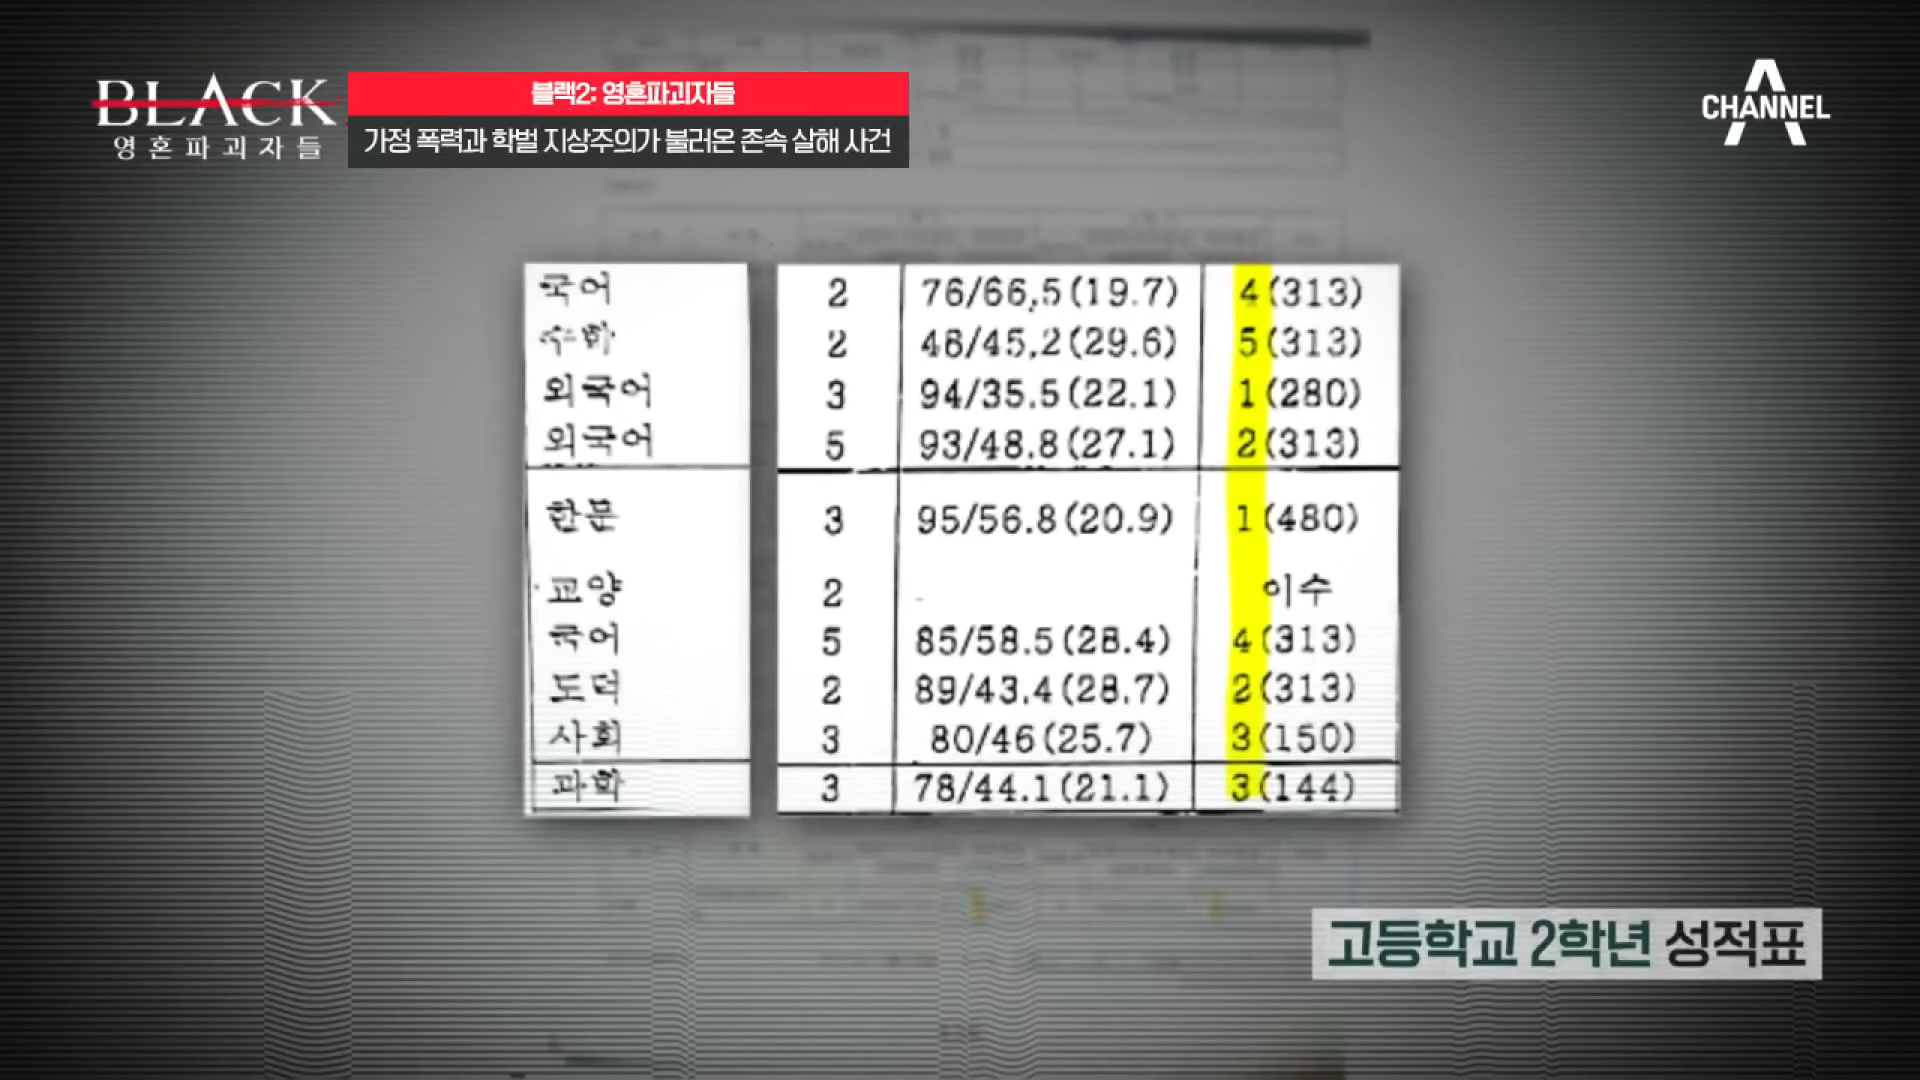 BLACK
영혼파괴자들
블랙2: 영혼파괴자들
가정 폭력과 학벌 지상주의가 불러온 존속 살해 사건
CHANNEL A
국어 2 76/66.5(19.7) 4(313)
수학 2 48/45.2(29.6) 5(313)
외국어 3 94/35.5(22.1) 1(280)
외국어 5 93/48.8(27.1) 2(313)
한문 3 95/56.8(20.9) 1(480)
교양 2 이수
국어 5 85/58.5(28.4) 4(313)
도덕 2 89/43.4(28.7) 2(313)
사회 3 80/46(25.7) 3(150)
과학 3 78/44.1(21.1) 3(144)
고등학교 2학년 성적표